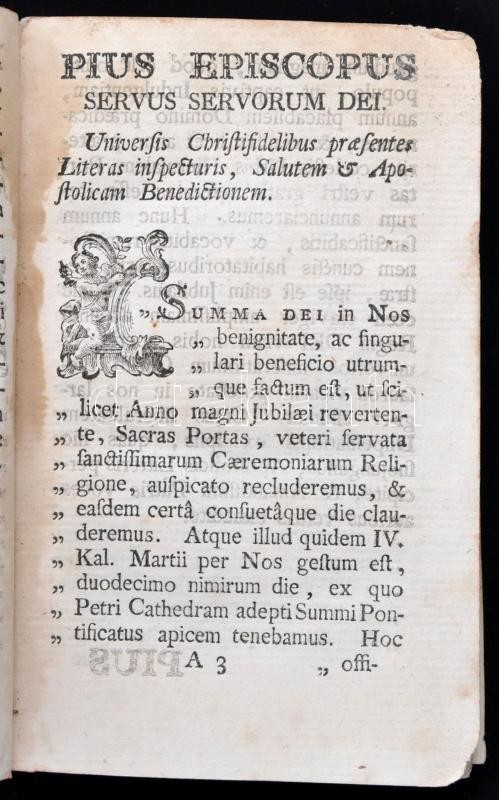 PIUS EPISCOPUS
SERVUS SERVORUM DEI.
Universis Chriſtifidelibus præſentes
Literas inſpecturis, Salutem & Apo-
ſtolicam Benedictionem.
„ SUMMA DEI in Nos
„ benignitate, ac ſingu-
„ lari beneficio utrum-
„ que factum eſt, ut ſci-
„ licet Anno magni Jubilæi reverten-
„ te, Sacras Portas, veteri ſervata
„ ſanctiſſimarum Cæremoniarum Reli-
„ gione, auſpicato recluderemus, &
„ eaſdem certâ conſuetâque die clau-
„ deremus. Atque illud quidem IV.
„ Kal. Martii per Nos geſtum eſt,
„ duodecimo nimirum die, ex quo
„ Petri Cathedram adepti Summi Pon-
„ tificatus apicem tenebamus. Hoc
A 3 „ offi-